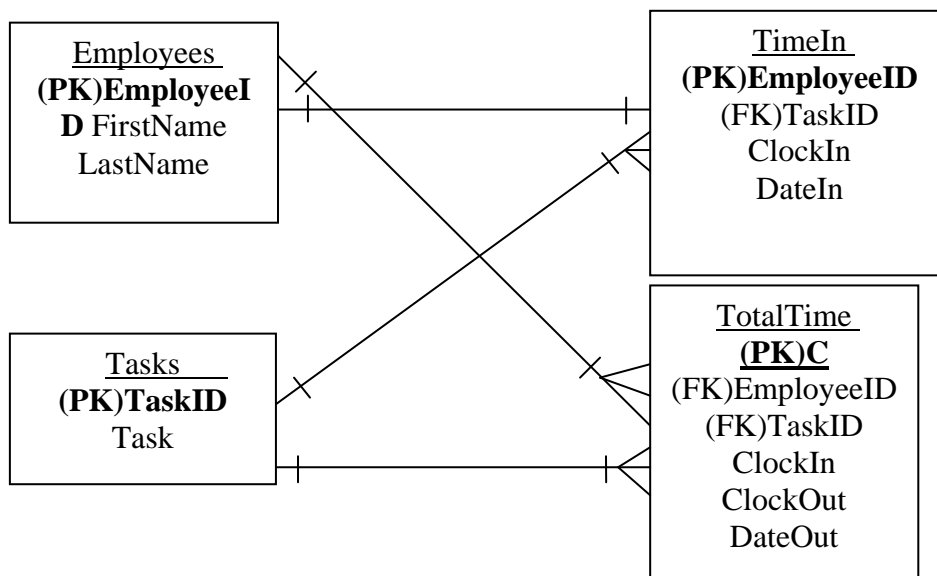 Employees
(PK)EmployeeI
D FirstName
LastName
TimeIn
(PK)EmployeeID
(FK)TaskID
ClockIn
DateIn
Tasks
(PK)TaskID
Task
TotalTime
(PK)C
(FK)EmployeeID
(FK)TaskID
ClockIn
ClockOut
DateOut